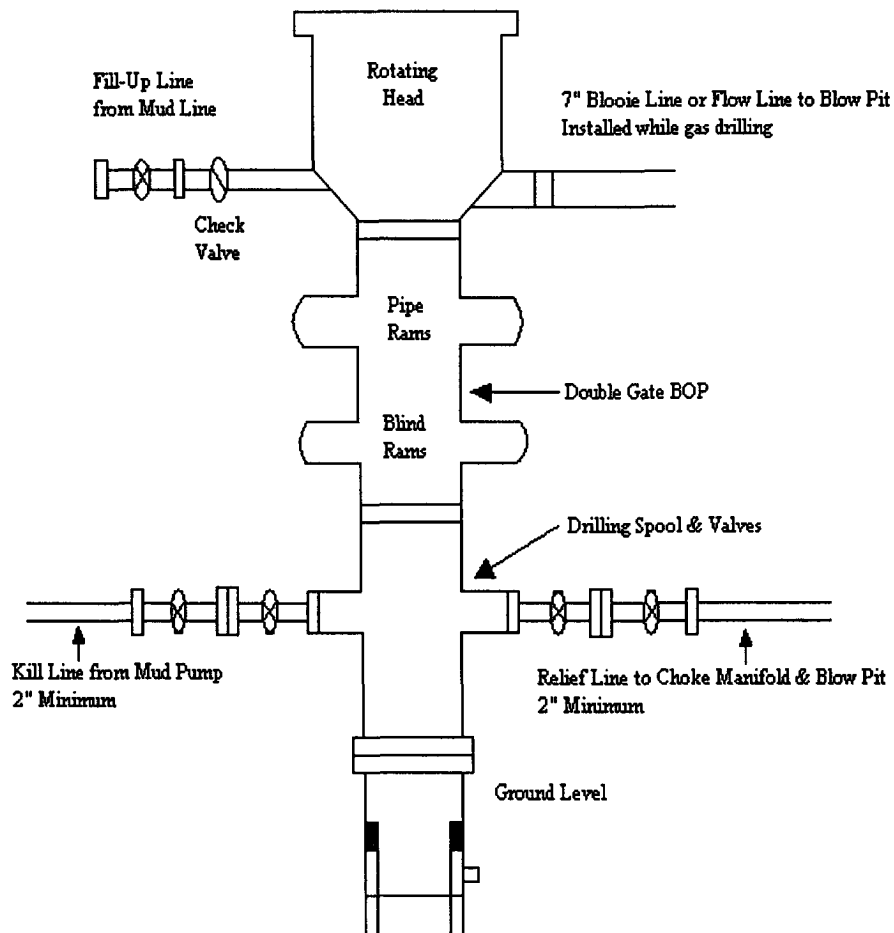 Rotating
Head
Fill-Up Line
from Mud Line
7" Blooie Line or Flow Line to Blow Pit
Installed while gas drilling
Check
Valve
Pipe
Rams
Double Gate BOP
Blind
Rams
Drilling Spool & Valves
Kill Line from Mud Pump
2" Minimum
Relief Line to Choke Manifold & Blow Pit
2" Minimum
Ground Level